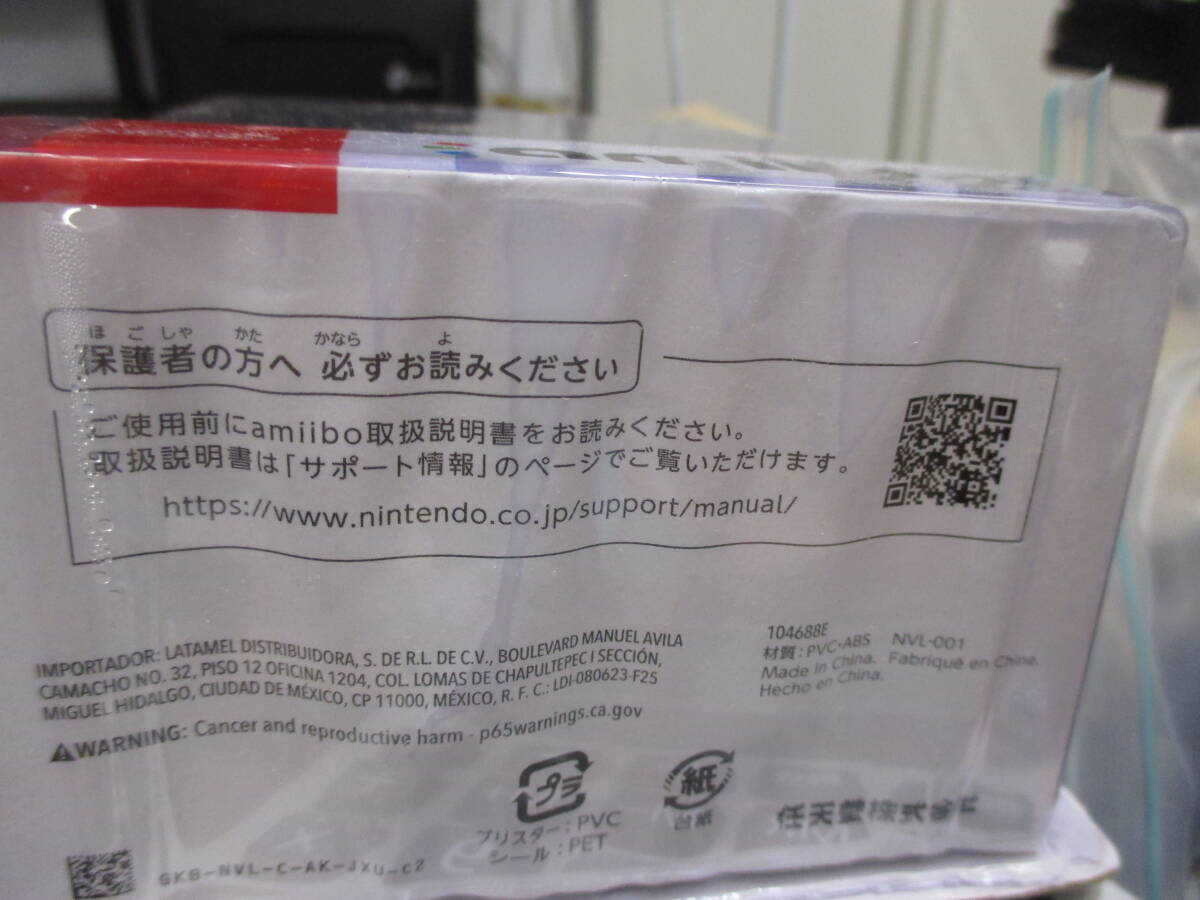 ほごしゃ かた かなら よ
保護者の方へ 必ずお読みください
ご使用前にamiibo取扱説明書をお読みください。
取扱説明書は「サポート情報」のページでご覧いただけます。
https://www.nintendo.co.jp/support/manual/
IMPORTADOR: LATAMEL DISTRIBUIDORA, S. DE R.L. DE C.V., BOULEVARD MANUEL AVILA
CAMACHO NO. 32, PISO 12 OFICINA 1204, COL. LOMAS DE CHAPULTEPEC I SECCIÓN,
MIGUEL HIDALGO, CIUDAD DE MÉXICO, CP 11000, MÉXICO, R. F. C.: LDI-080623-F2S
⚠WARNING: Cancer and reproductive harm - p65warnings.ca.gov
104688E
材質:PVC・ABS NVL-001
Made in China. Fabriqué en Chine.
Hecho en China.
プラ
ブリスター:PVC
シール:PET
紙
台紙
任天堂株式会社
GKB-NVL-C-AK-JXU-C2